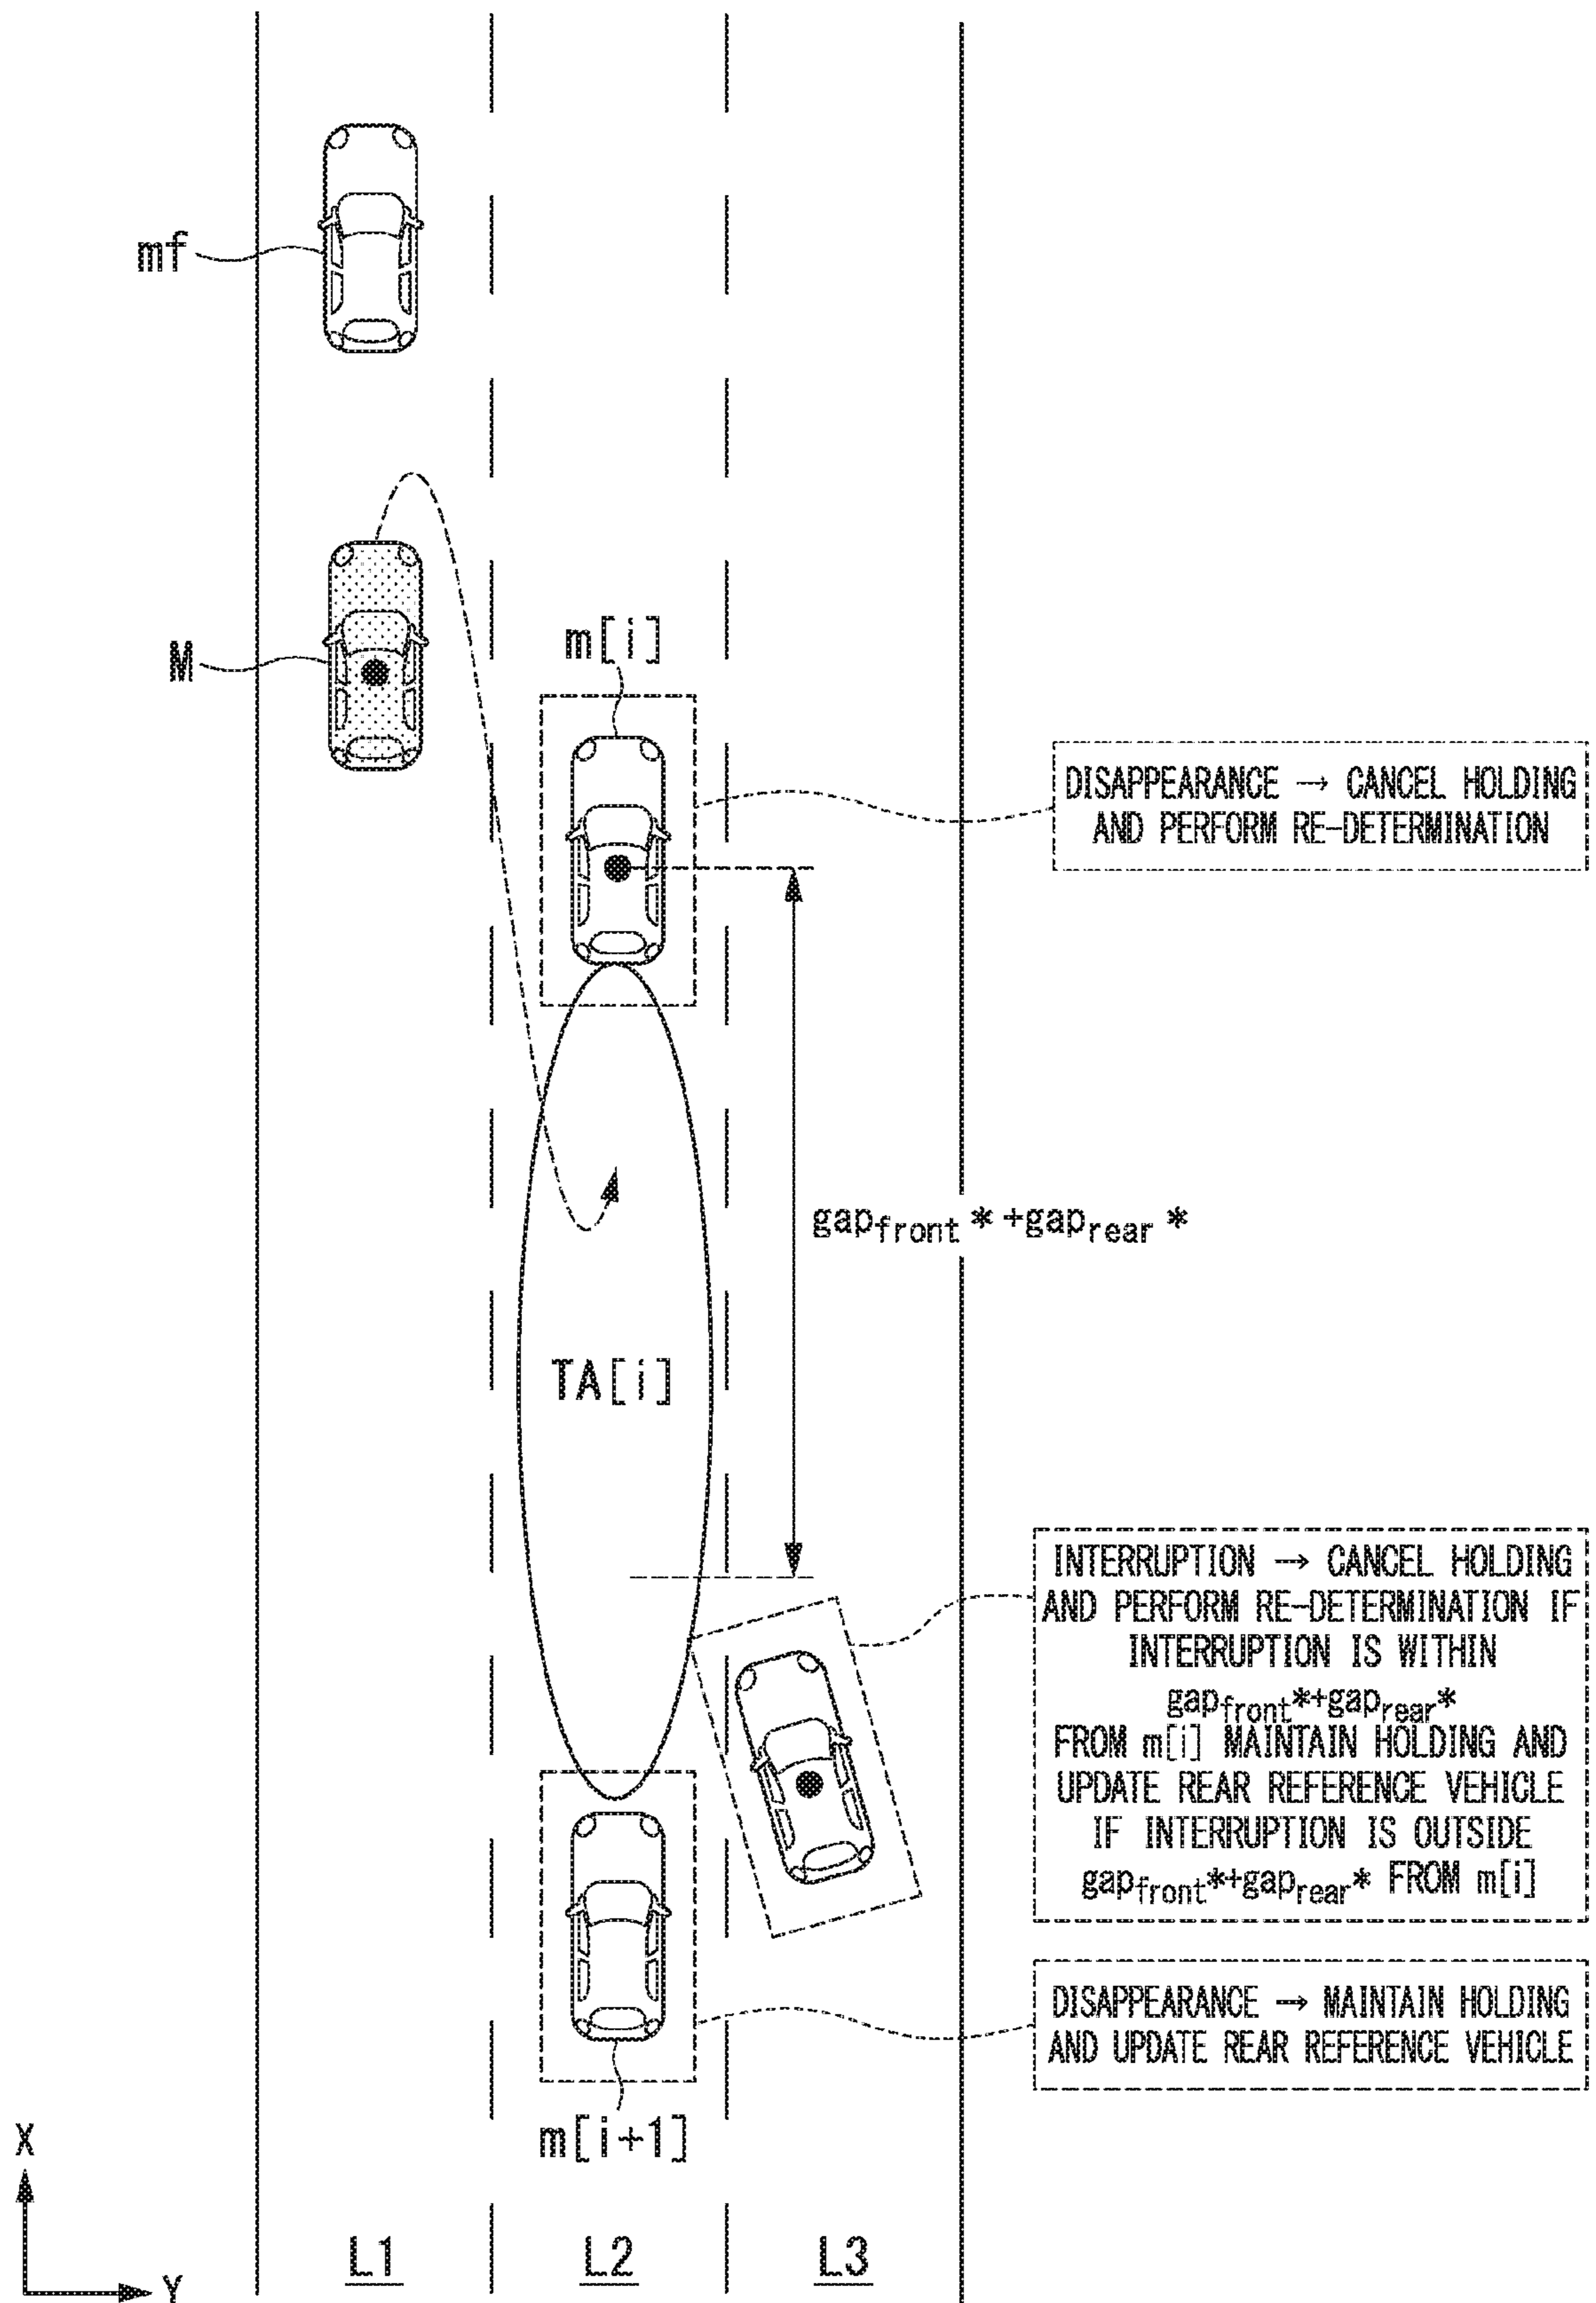 mf
M
m[i]
DISAPPEARANCE → CANCEL HOLDING
AND PERFORM RE-DETERMINATION
gapfront*+gaprear*
TA[i]
INTERRUPTION → CANCEL HOLDING
AND PERFORM RE-DETERMINATION IF
INTERRUPTION IS WITHIN
gapfront*+gaprear*
FROM m[i] MAINTAIN HOLDING AND
UPDATE REAR REFERENCE VEHICLE
IF INTERRUPTION IS OUTSIDE
gapfront*+gaprear* FROM m[i]
DISAPPEARANCE → MAINTAIN HOLDING
AND UPDATE REAR REFERENCE VEHICLE
m[i+1]
X
Y
L1
L2
L3